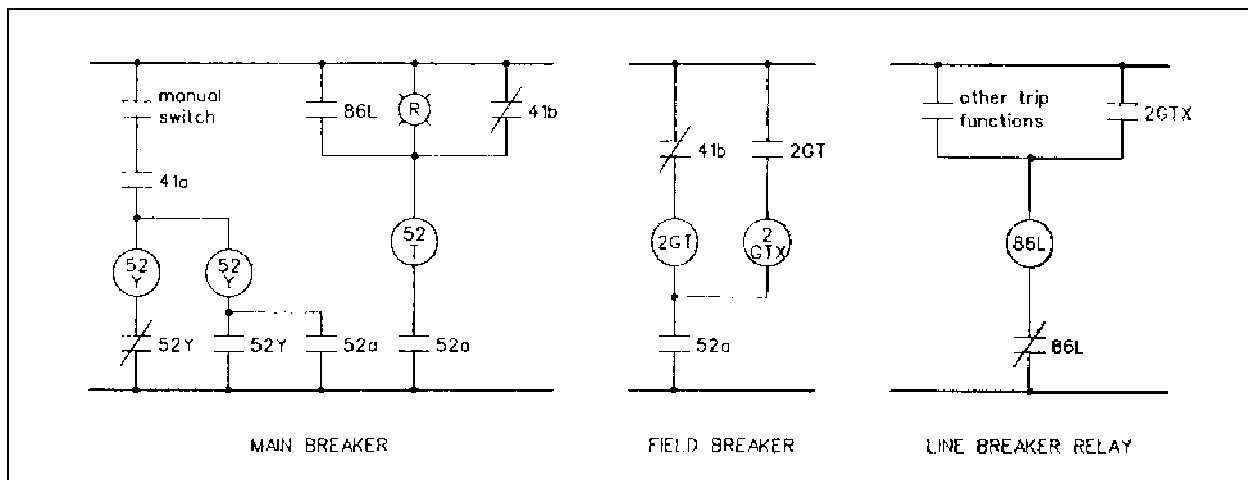 manual
switch
86L
R
41b
41a
52
Y
52
Y
52
T
52Y
52Y
52a
52a
MAIN BREAKER
41b
2GT
2GT
2
GTX
52a
FIELD BREAKER
other trip
functions
2GTX
86L
86L
LINE BREAKER RELAY